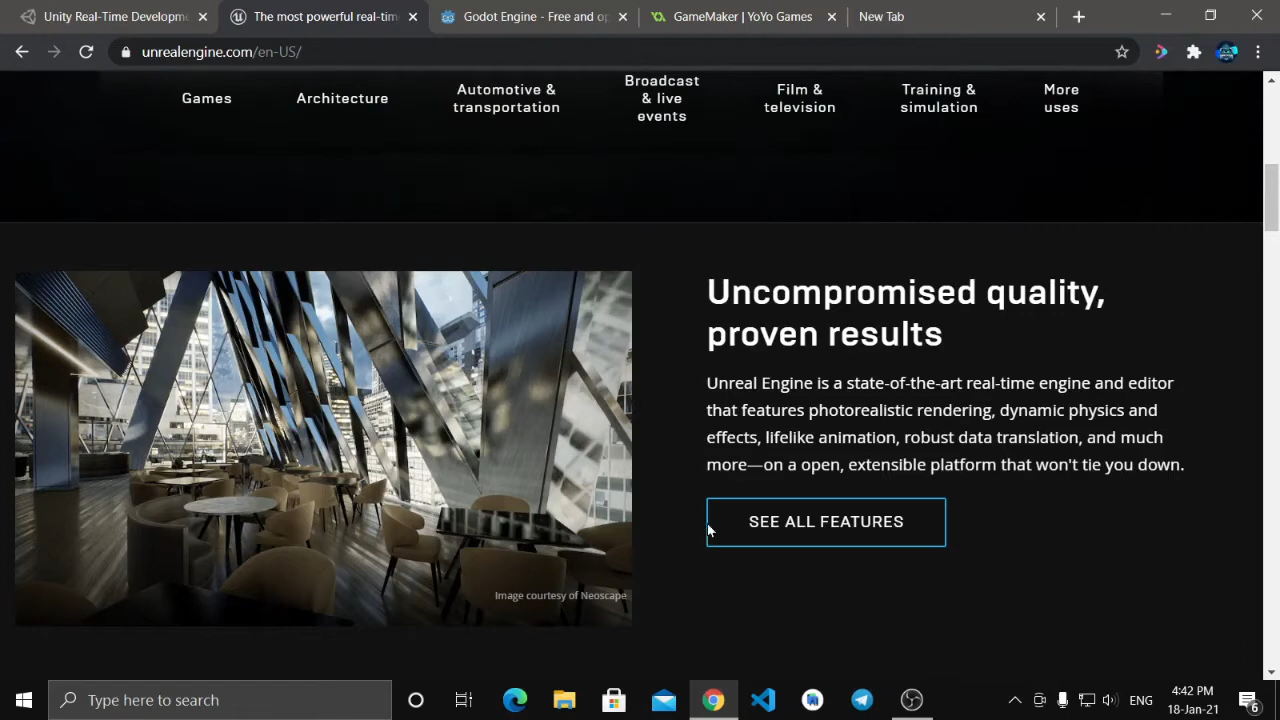 Unity Real-Time Developm
The most powerful real-tim
Godot Engine - Free and op
GameMaker | YoYo Games
New Tab
unrealengine.com/en-US/
Games
Architecture
Automotive &
transportation
Broadcast
& live
events
Film &
television
Training &
simulation
More
uses
Uncompromised quality,
proven results
Unreal Engine is a state-of-the-art real-time engine and editor
that features photorealistic rendering, dynamic physics and
effects, lifelike animation, robust data translation, and much
more—on a open, extensible platform that won't tie you down.
SEE ALL FEATURES
Image courtesy of Neoscape
Type here to search
ENG
4:42 PM
18-Jan-21
6